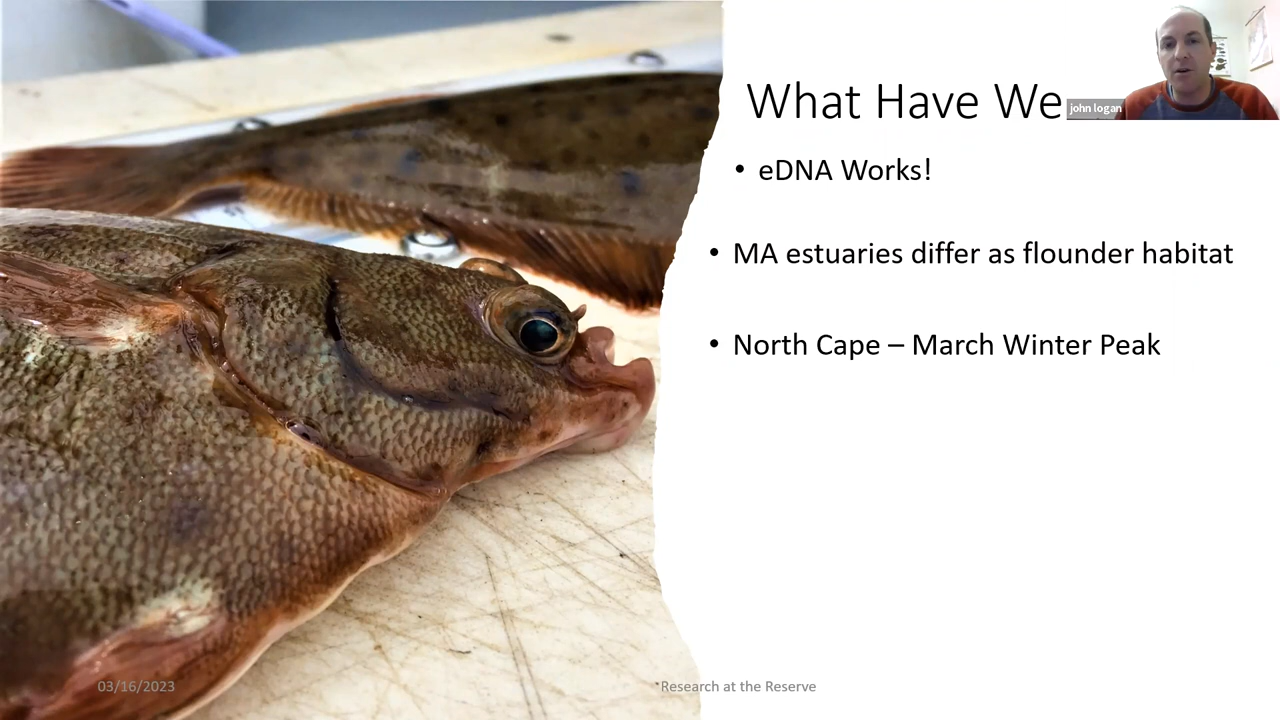 What Have We
john logan
• eDNA Works!
• MA estuaries differ as flounder habitat
• North Cape – March Winter Peak
03/16/2023
Research at the Reserve